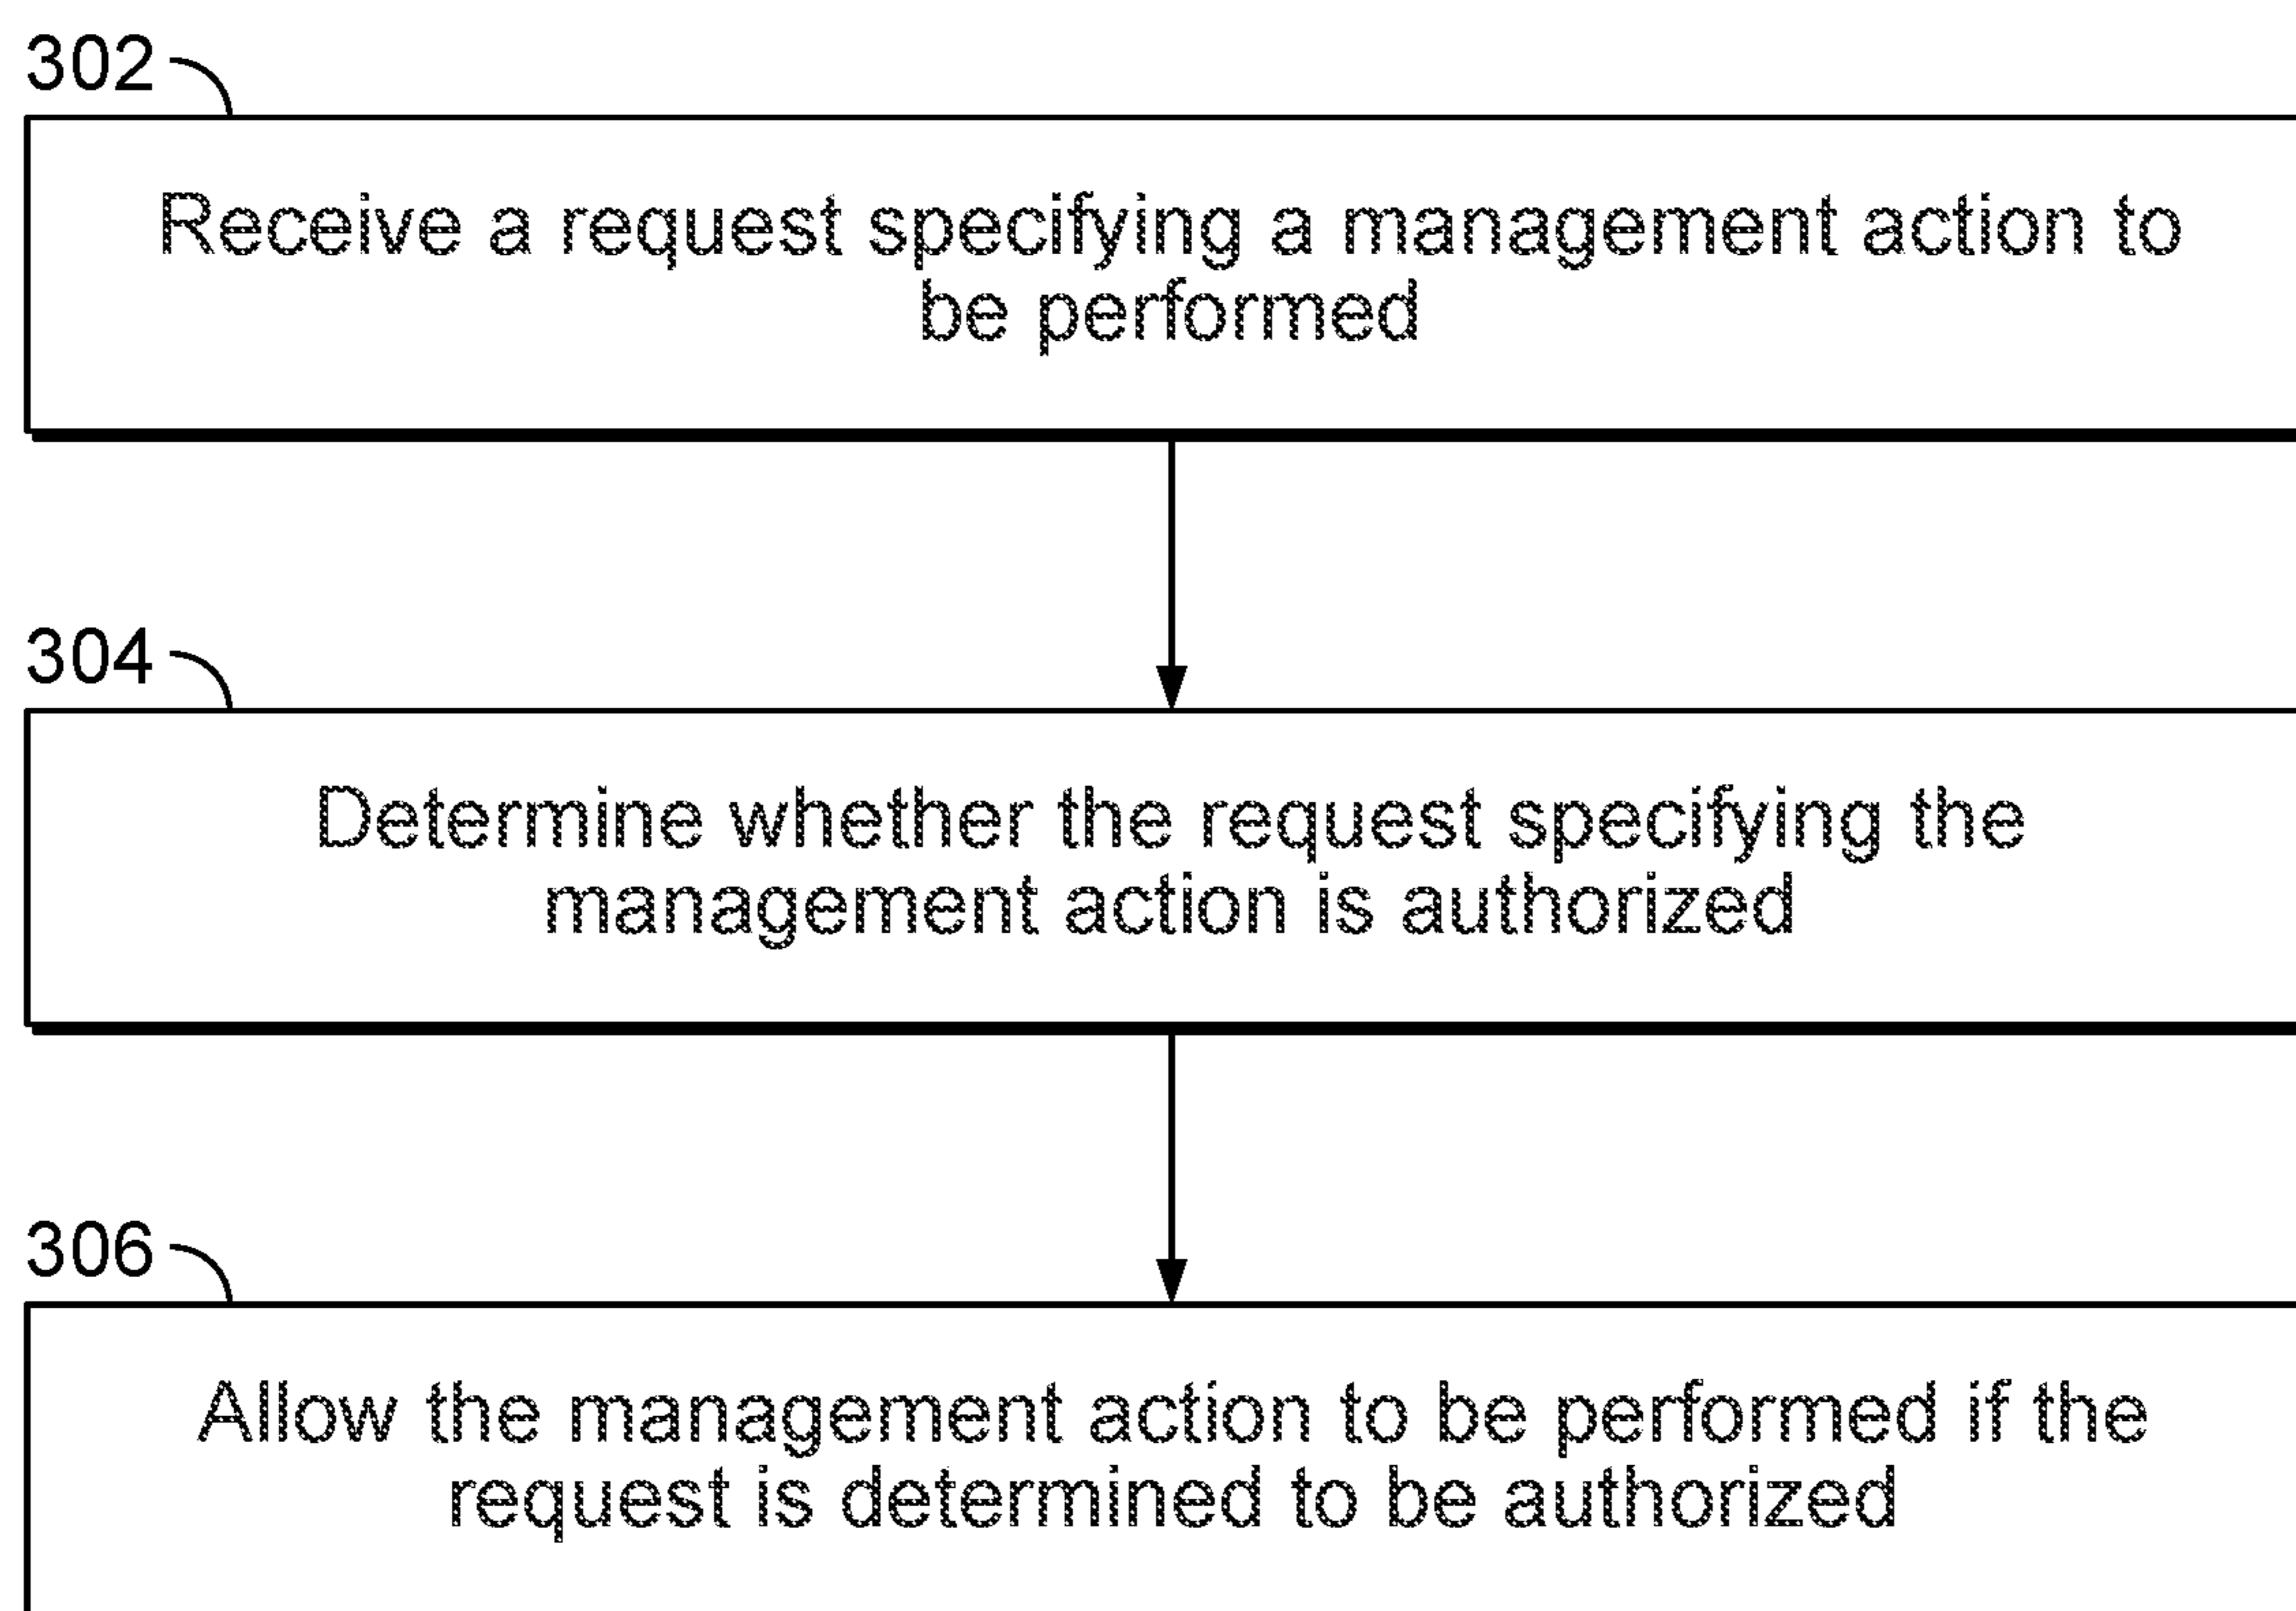 302
Receive a request specifying a management action to
be performed
304
Determine whether the request specifying the
management action is authorized
306
Allow the management action to be performed if the
request is determined to be authorized